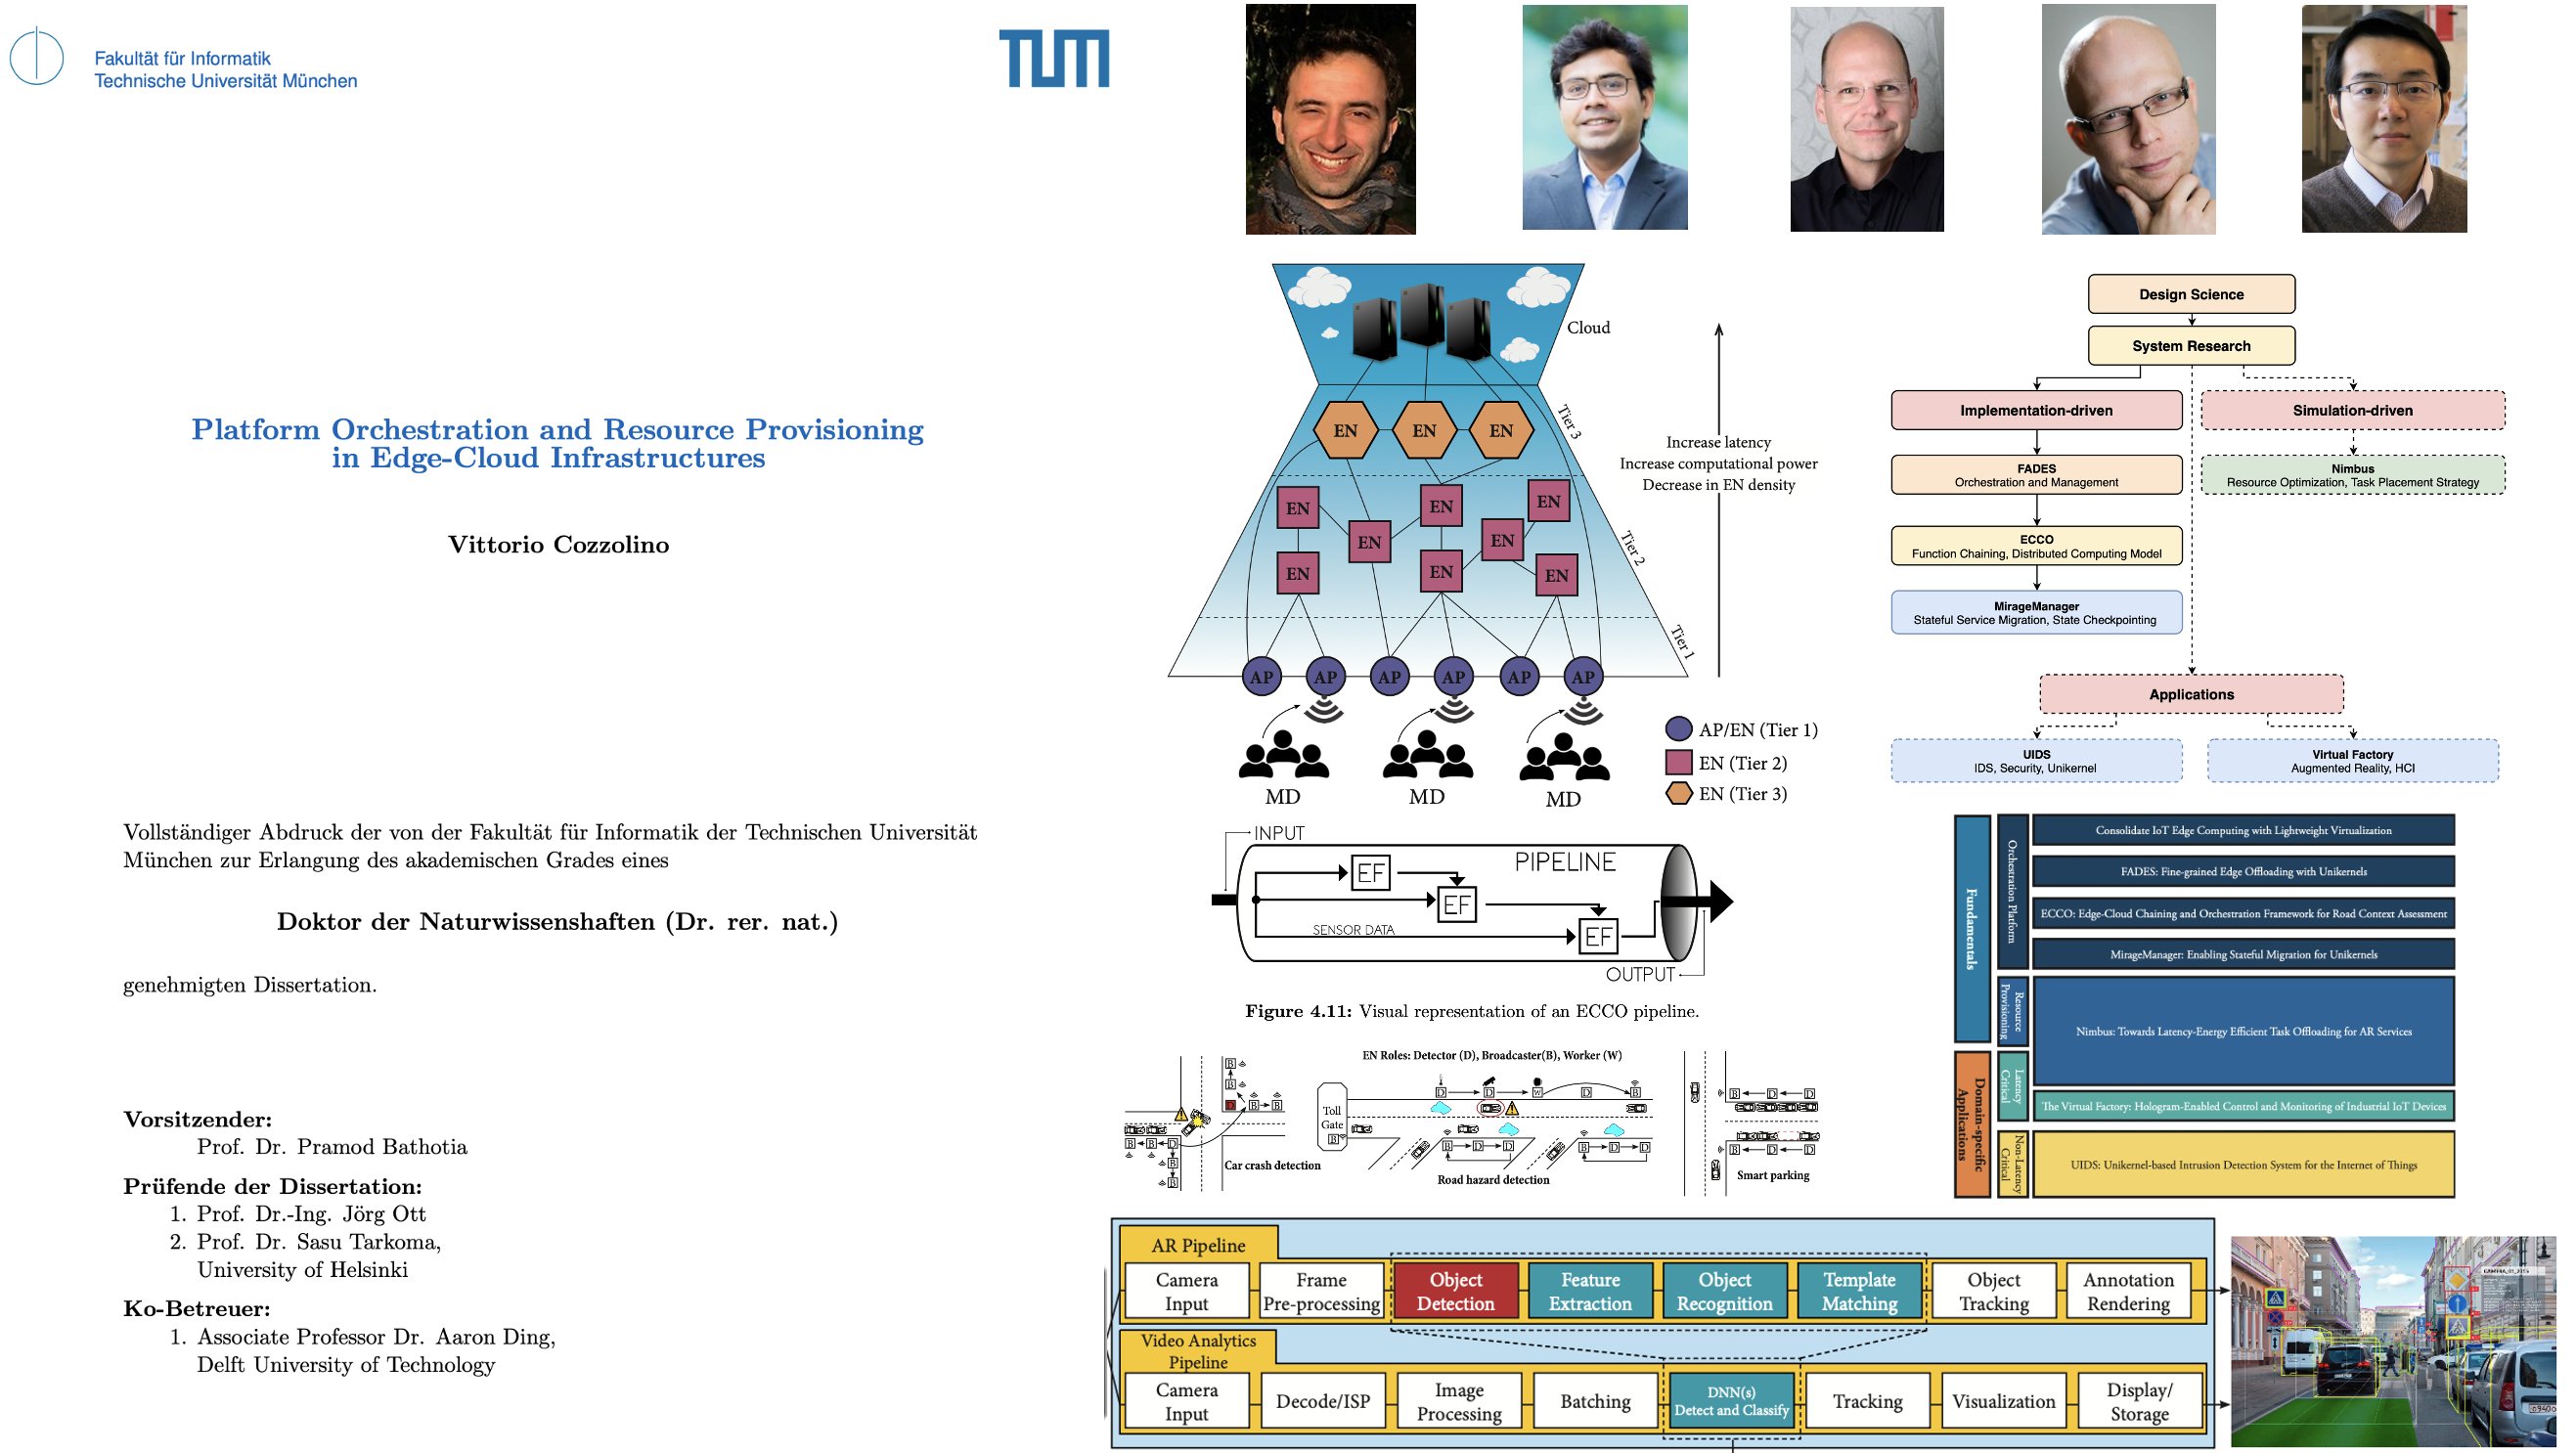 Fakultät für Informatik
Technische Universität München
TUM
Platform Orchestration and Resource Provisioning
in Edge-Cloud Infrastructures
Vittorio Cozzolino
Vollständiger Abdruck der von der Fakultät für Informatik der Technischen Universität
München zur Erlangung des akademischen Grades eines
Doktor der Naturwissenshaften (Dr. rer. nat.)
genehmigten Dissertation.
Vorsitzender:
Prof. Dr. Pramod Bathotia
Prüfende der Dissertation:
1. Prof. Dr.-Ing. Jörg Ott
2. Prof. Dr. Sasu Tarkoma,
University of Helsinki
Ko-Betreuer:
1. Associate Professor Dr. Aaron Ding,
Delft University of Technology
Cloud
Tier 3
EN EN EN
Increase latency
Increase computational power
Decrease in EN density
EN EN EN
EN EN
Tier 2
EN EN EN
Tier 1
AP AP AP AP AP AP
MD MD MD
AP/EN (Tier 1)
EN (Tier 2)
EN (Tier 3)
Design Science
System Research
Implementation-driven
Simulation-driven
FADES
Orchestration and Management
Nimbus
Resource Optimization, Task Placement Strategy
ECCO
Function Chaining, Distributed Computing Model
MirageManager
Stateful Service Migration, State Checkpointing
Applications
UIDS
IDS, Security, Unikernel
Virtual Factory
Augmented Reality, HCI
INPUT
PIPELINE
EF
EF
EF
SENSOR DATA
OUTPUT
Figure 4.11: Visual representation of an ECCO pipeline.
Fundamentals
Orchestration Platform
Consolidate IoT Edge Computing with Lightweight Virtualization
FADES: Fine-grained Edge Offloading with Unikernels
ECCO: Edge-Cloud Chaining and Orchestration Framework for Road Context Assessment
MirageManager: Enabling Stateful Migration for Unikernels
Resource
Provisioning
Nimbus: Towards Latency-Energy Efficient Task Offloading for AR Services
Domain-specific
Applications
Latency
Critical
The Virtual Factory: Hologram-Enabled Control and Monitoring of Industrial IoT Devices
Non-Latency
Critical
UIDS: Unikernel-based Intrusion Detection System for the Internet of Things
EN Roles: Detector (D), Broadcaster(B), Worker (W)
B
B
B B
B B D
B
B
Car crash detection
Toll
Gate
B
D D W D B
B D D
B D D
Road hazard detection
B D D
B D D
Smart parking
AR Pipeline
Camera
Input
Frame
Pre-processing
Object
Detection
Feature
Extraction
Object
Recognition
Template
Matching
Object
Tracking
Annotation
Rendering
Video Analytics
Pipeline
Camera
Input
Decode/ISP
Image
Processing
Batching
DNN(s)
Detect and Classify
Tracking
Visualization
Display/
Storage